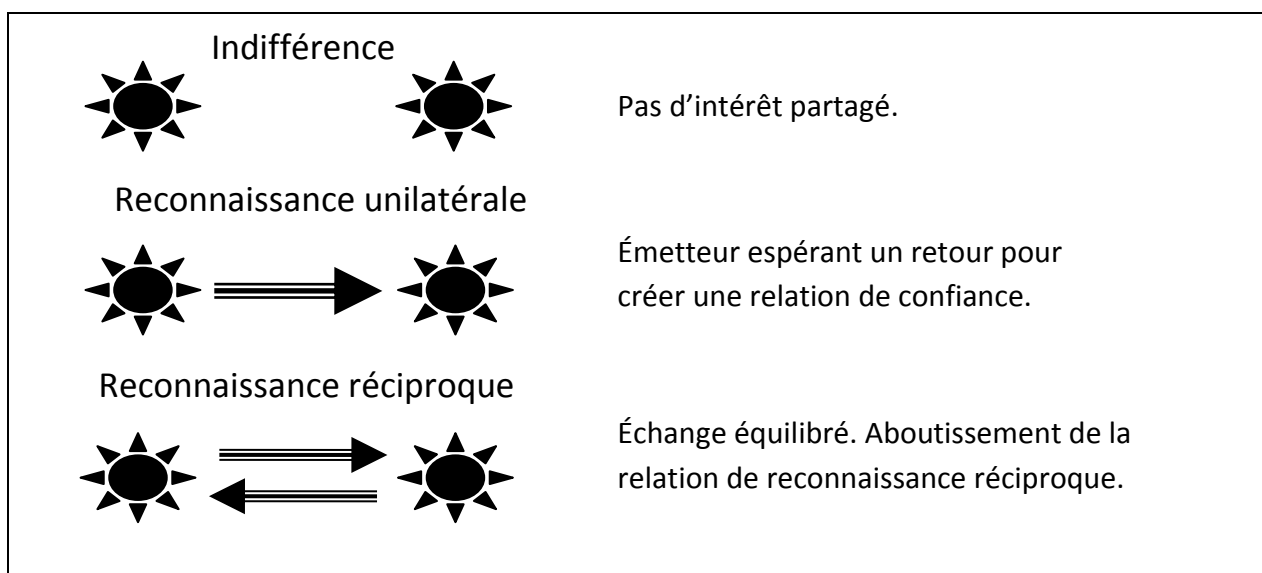 Indifférence
Pas d’intérêt partagé.
Reconnaissance unilatérale
Émetteur espérant un retour pour
créer une relation de confiance.
Reconnaissance réciproque
Échange équilibré. Aboutissement de la
relation de reconnaissance réciproque.